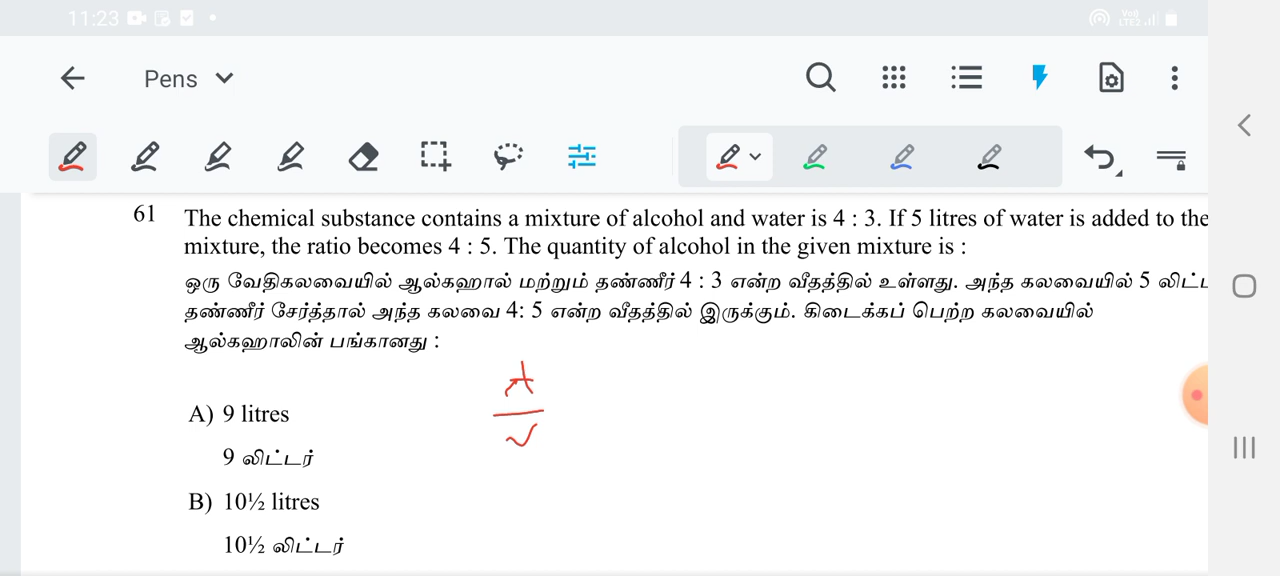 11:23
Pens
61 The chemical substance contains a mixture of alcohol and water is 4 : 3. If 5 litres of water is added to the
mixture, the ratio becomes 4 : 5. The quantity of alcohol in the given mixture is :
ஒரு வேதிகலவையில் ஆல்கஹால் மற்றும் தண்ணீர் 4 : 3 என்ற வீதத்தில் உள்ளது. அந்த கலவையில் 5
தண்ணீர் சேர்த்தால் அந்த கலவை 4: 5 என்ற வீதத்தில் இருக்கும். கிடைக்கப் பெற்ற கலவையில்
ஆல்கஹாலின் பங்கானது :
A) 9 litres
9 லிட்டர்
B) 10½ litres
10½ லிட்டர்